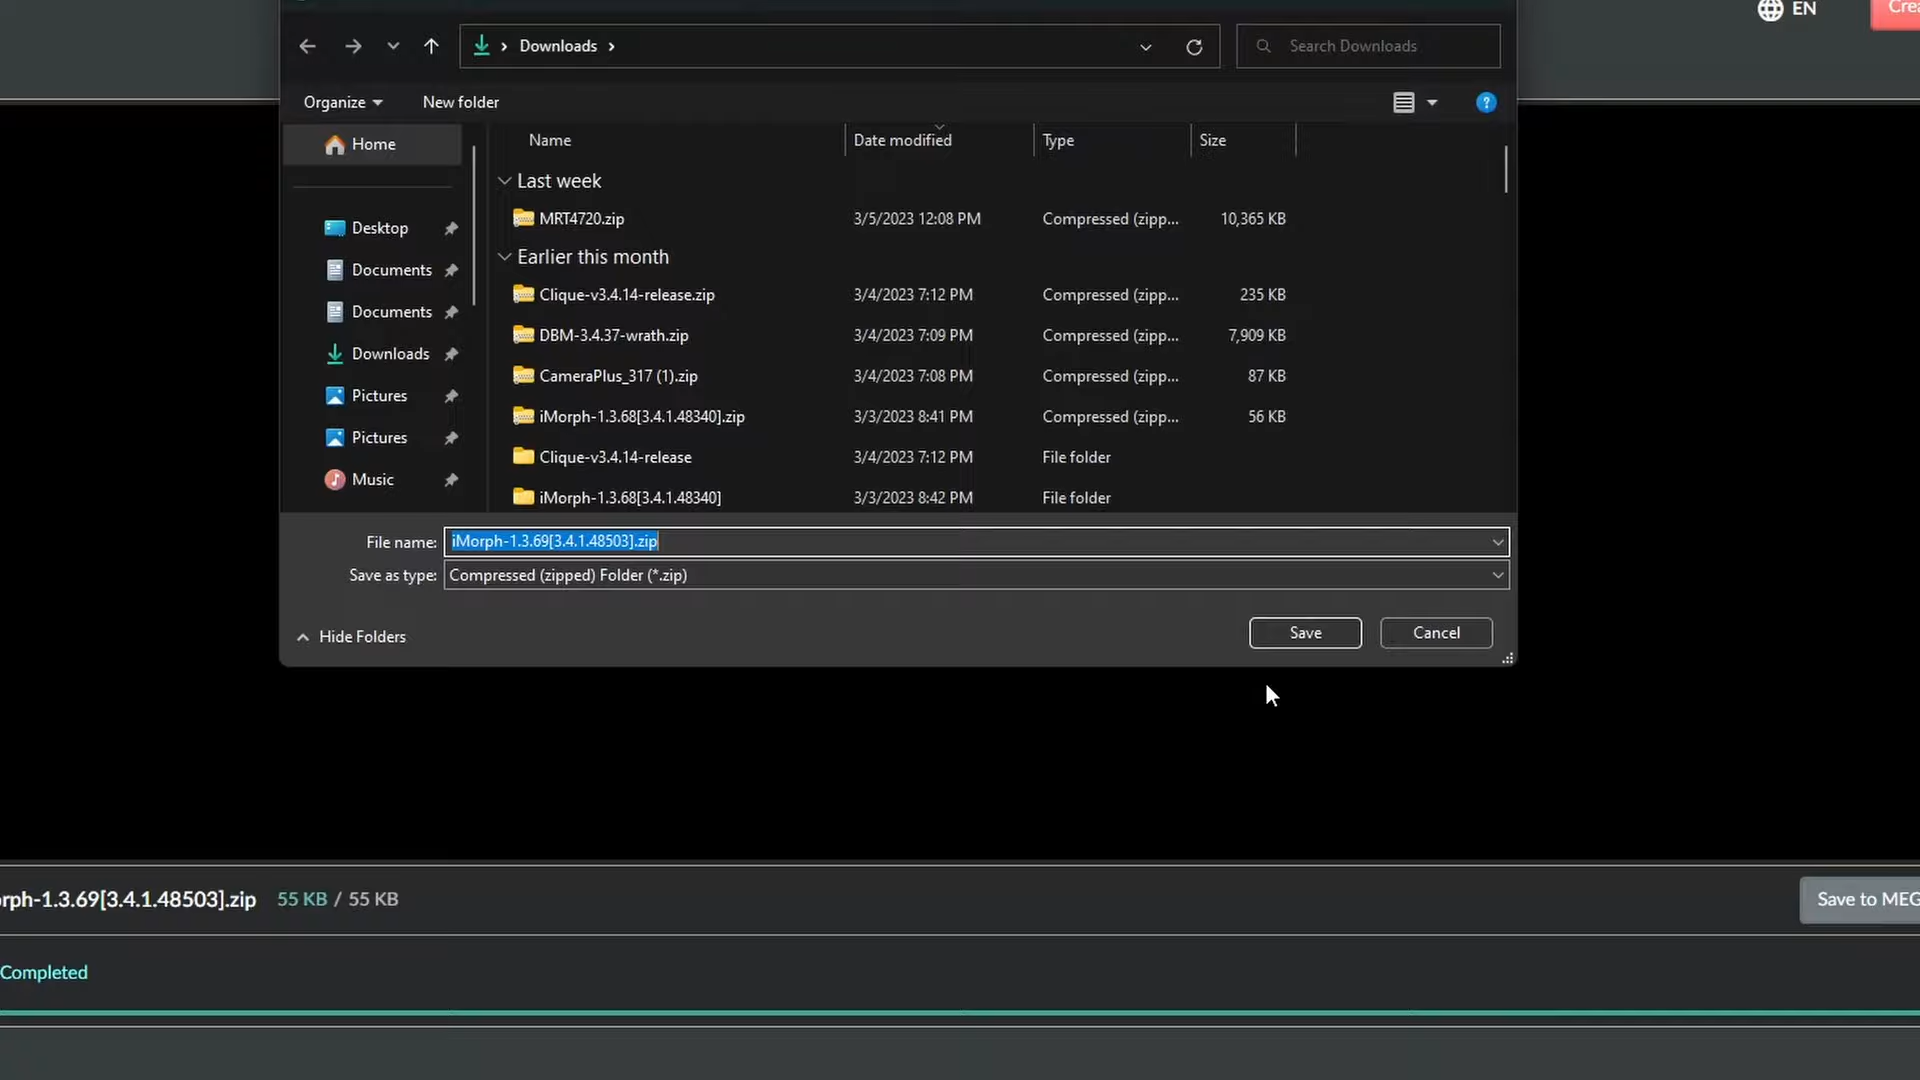 EN
Crea
Downloads
Search Downloads
Organize
New folder
Home
Desktop
Documents
Documents
Downloads
Pictures
Pictures
Music
Name
Date modified
Type
Size
Last week
MRT4720.zip
3/5/2023 12:08 PM
Compressed (zipp...
10,365 KB
Earlier this month
Clique-v3.4.14-release.zip
3/4/2023 7:12 PM
Compressed (zipp...
235 KB
DBM-3.4.37-wrath.zip
3/4/2023 7:09 PM
Compressed (zipp...
7,909 KB
CameraPlus_317 (1).zip
3/4/2023 7:08 PM
Compressed (zipp...
87 KB
iMorph-1.3.68[3.4.1.48340].zip
3/3/2023 8:41 PM
Compressed (zipp...
56 KB
Clique-v3.4.14-release
3/4/2023 7:12 PM
File folder
iMorph-1.3.68[3.4.1.48340]
3/3/2023 8:42 PM
File folder
File name: iMorph-1.3.69[3.4.1.48503].zip
Save as type: Compressed (zipped) Folder (*.zip)
Hide Folders
Save
Cancel
rph-1.3.69[3.4.1.48503].zip 55 KB / 55 KB
Save to MEG
Completed